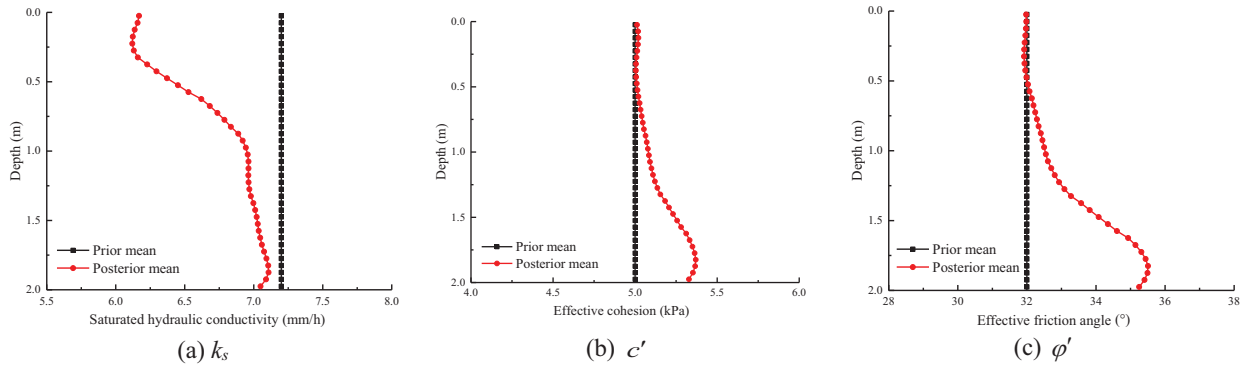 0.0
0.5
1.0
1.5
2.0
Depth (m)
Prior mean
Posterior mean
5.5 6.0 6.5 7.0 7.5 8.0
Saturated hydraulic conductivity (mm/h)
(a) kₛ
0.0
0.5
1.0
1.5
2.0
Depth (m)
Prior mean
Posterior mean
4.0 4.5 5.0 5.5 6.0
Effective cohesion (kPa)
(b) c′
0.0
0.5
1.0
1.5
2.0
Depth (m)
Prior mean
Posterior mean
28 30 32 34 36 38
Effective friction angle (°)
(c) φ′